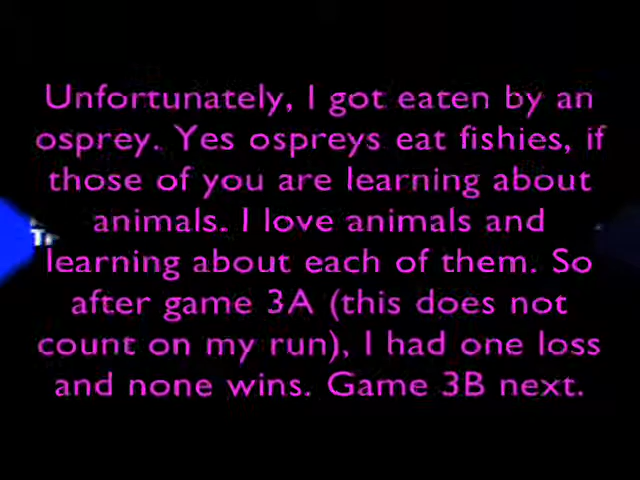 Unfortunately, I got eaten by an
osprey. Yes ospreys eat fishies, if
those of you are learning about
animals. I love animals and
learning about each of them. So
after game 3A (this does not
count on my run), I had one loss
and none wins. Game 3B next.